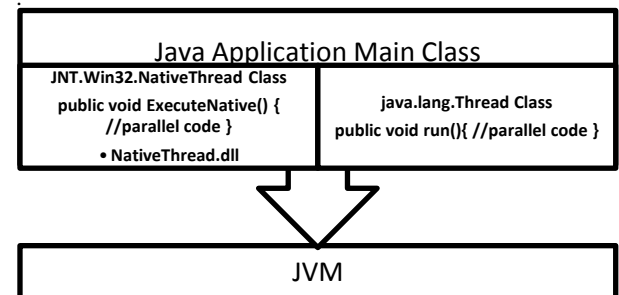 Java Application Main Class
JNT.Win32.NativeThread Class
public void ExecuteNative() {
//parallel code }
• NativeThread.dll
java.lang.Thread Class
public void run(){ //parallel code }
JVM